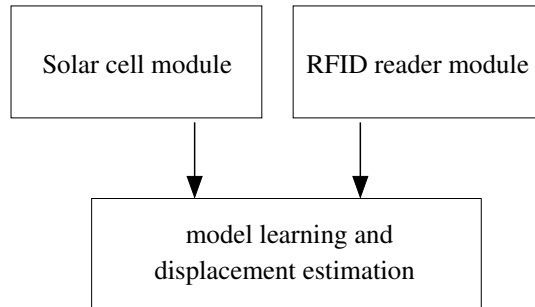 Solar cell module
RFID reader module
model learning and
displacement estimation